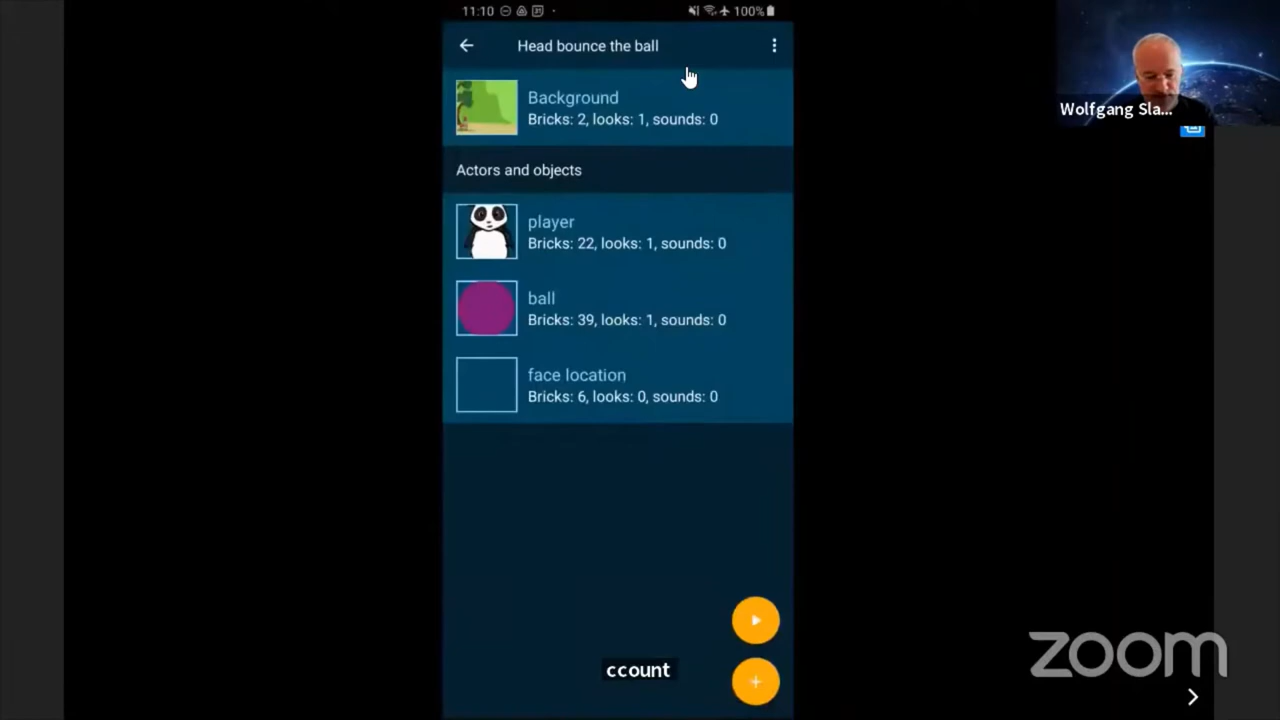 11:10
100%
Head bounce the ball
Background
Bricks: 2, looks: 1, sounds: 0
Actors and objects
player
Bricks: 22, looks: 1, sounds: 0
ball
Bricks: 39, looks: 1, sounds: 0
face location
Bricks: 6, looks: 0, sounds: 0
ccount
Wolfgang Sla...
zoom